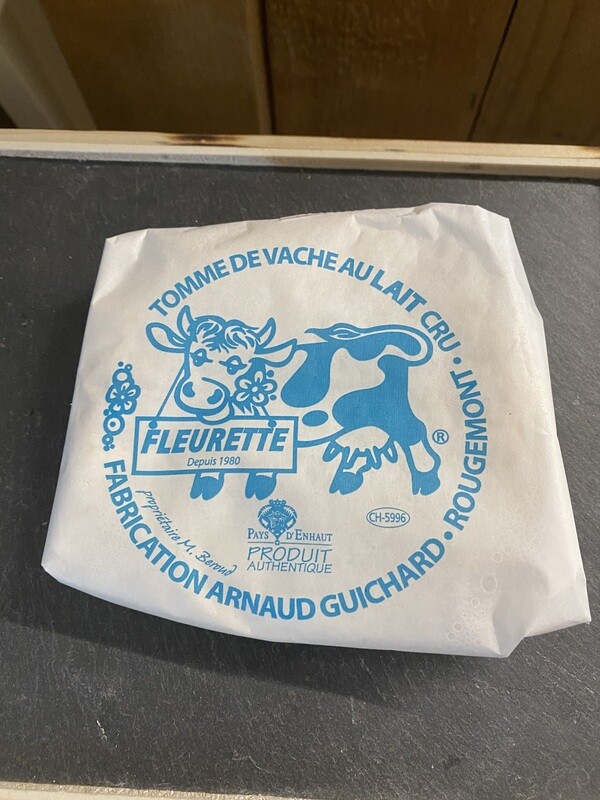 TOMME DE VACHE AU LAIT CRU • ROUGEMONT •
FLEURETTE
Depuis 1980
®
propriétaire M. Beroud
PAYS D'ENHAUT
PRODUIT
AUTHENTIQUE
CH-5996
FABRICATION ARNAUD GUICHARD